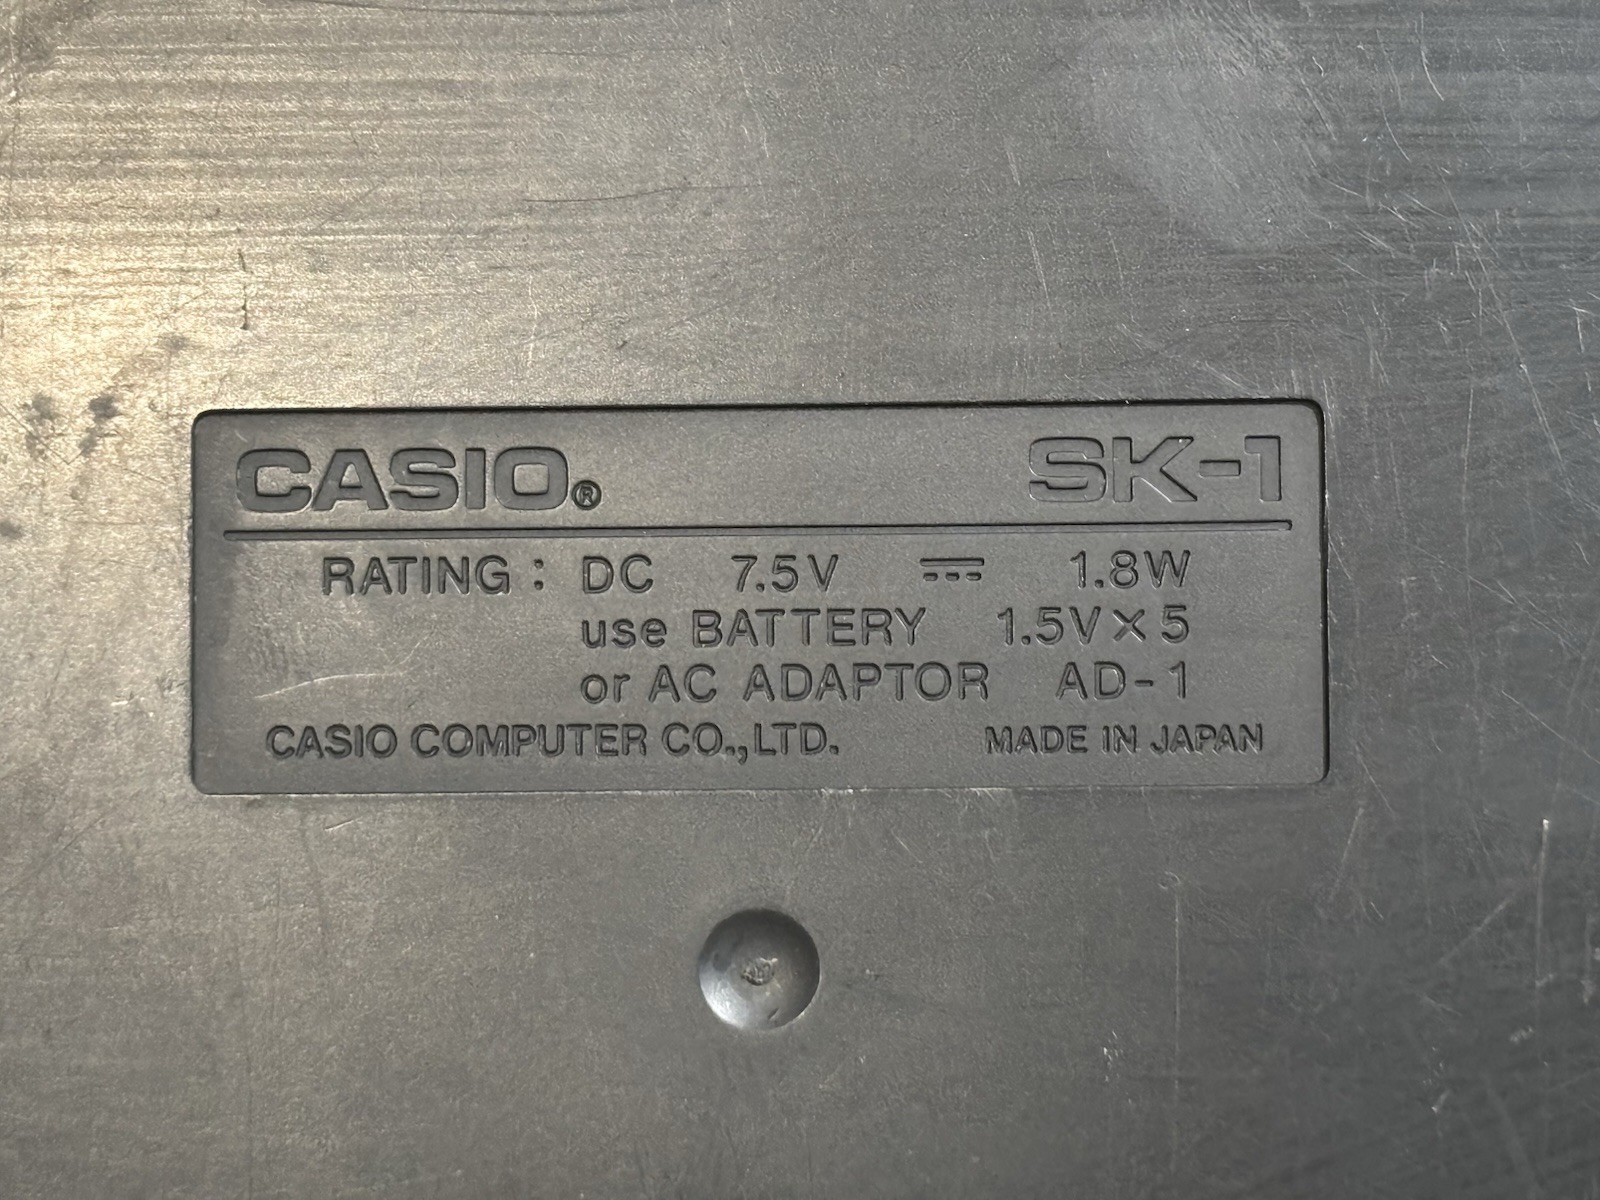 CASIO® SK-1
RATING : DC 7.5V ⎓ 1.8W
use BATTERY 1.5V×5
or AC ADAPTOR AD-1
CASIO COMPUTER CO.,LTD. MADE IN JAPAN